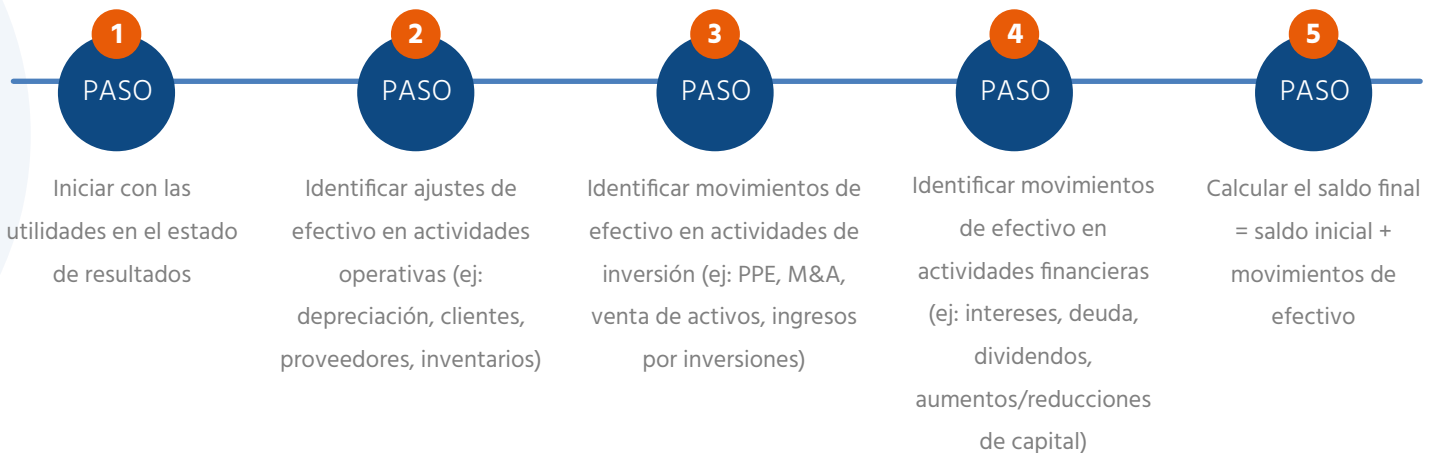 1
PASO
Iniciar con las
utilidades en el estado
de resultados
2
PASO
Identificar ajustes de
efectivo en actividades
operativas (ej:
depreciación, clientes,
proveedores, inventarios)
3
PASO
Identificar movimientos de
efectivo en actividades de
inversión (ej: PPE, M&A,
venta de activos, ingresos
por inversiones)
4
PASO
Identificar movimientos
de efectivo en
actividades financieras
(ej: intereses, deuda,
dividendos,
aumentos/reducciones
de capital)
5
PASO
Calcular el saldo final
= saldo inicial +
movimientos de
efectivo